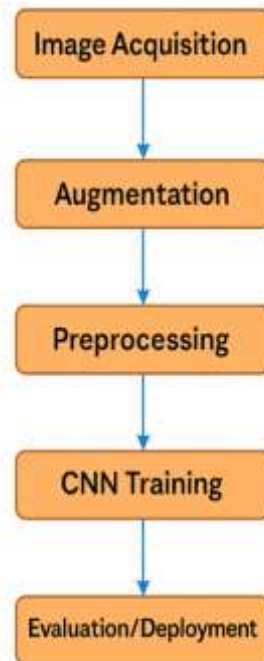 Image Acquisition
Augmentation
Preprocessing
CNN Training
Evaluation/Deployment